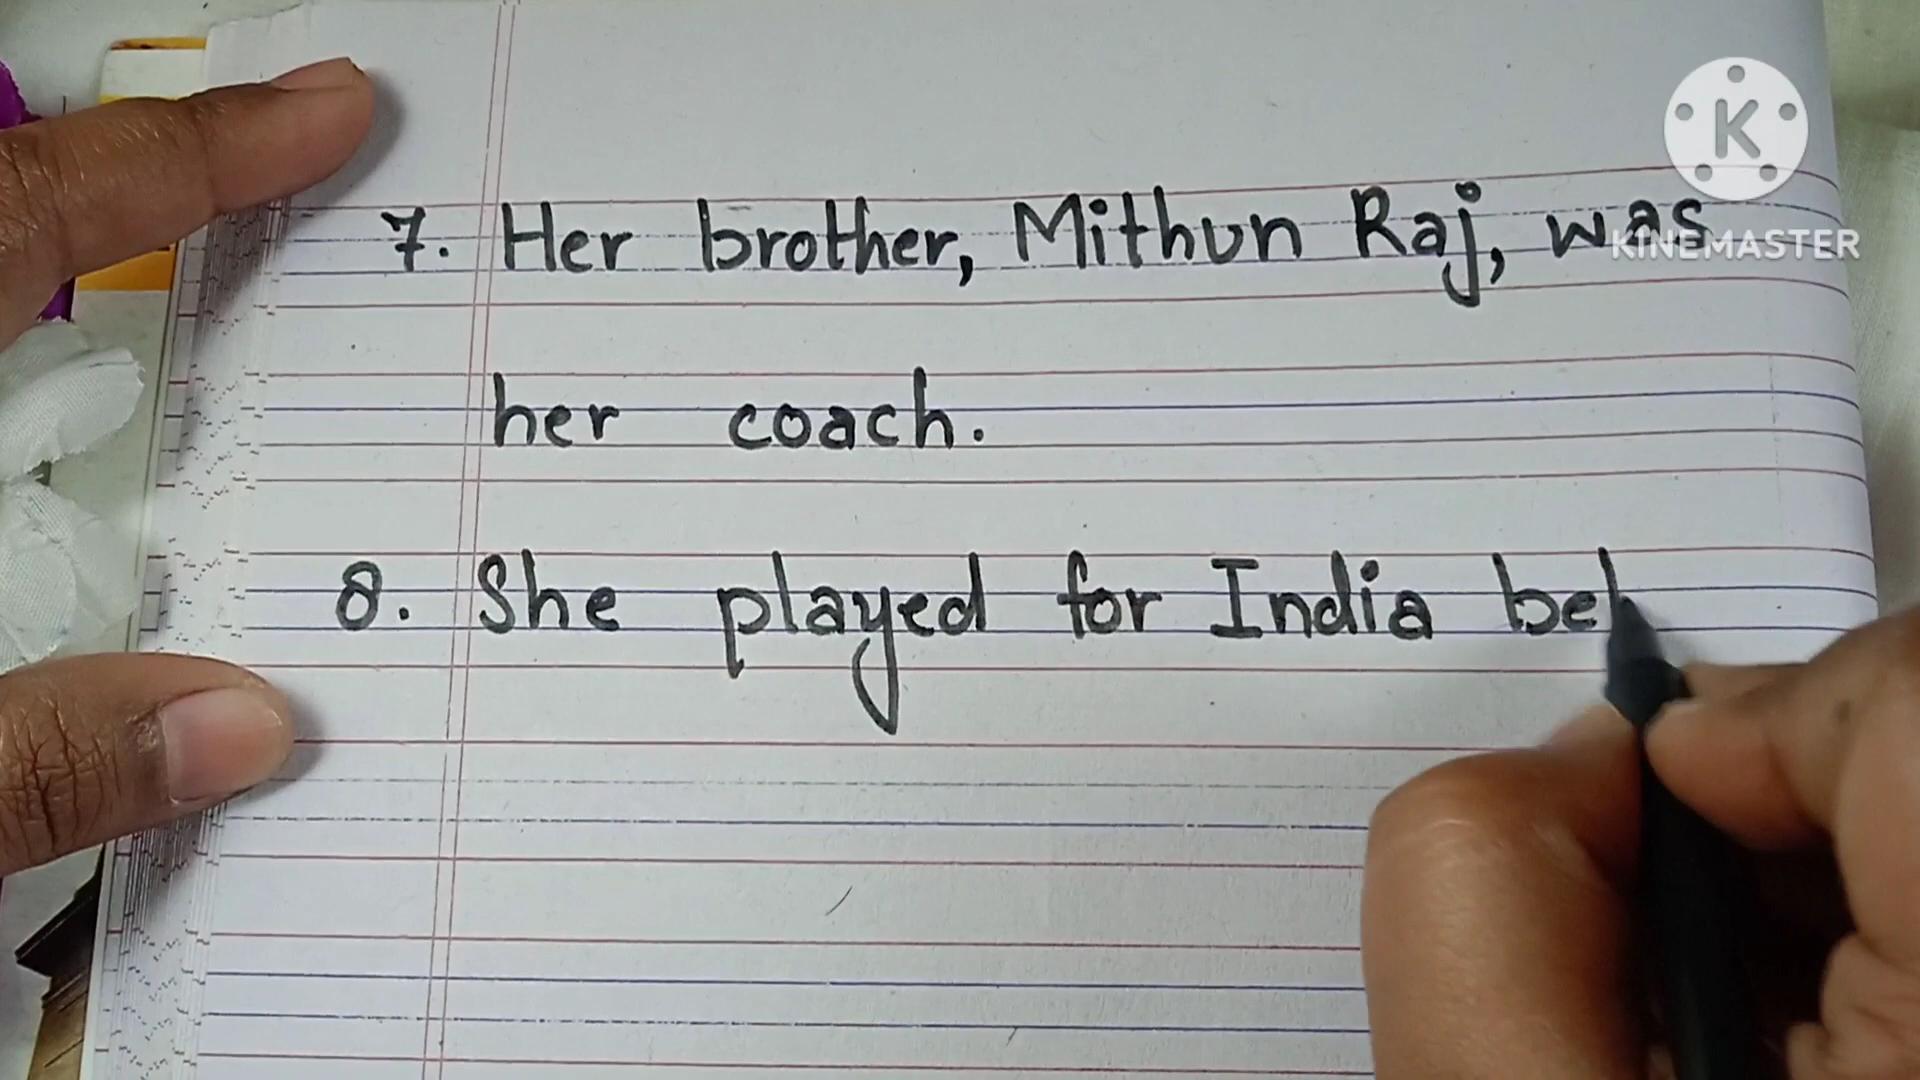 7. Her brother, Mithun Raj, was
KINEMASTER
her coach.
8. She played for India